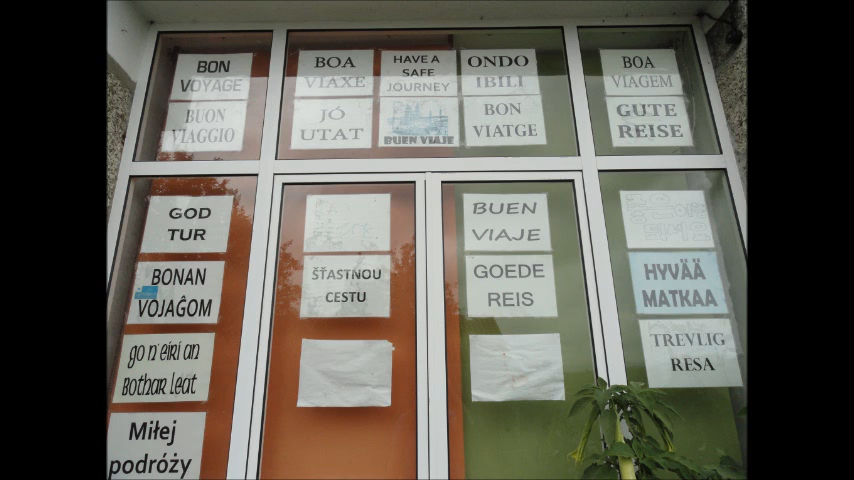 BON
VOYAGE
BUON
VIAGGIO
BOA
VIAXE
JÓ
UTAT
HAVE A
SAFE
JOURNEY
BUEN VIAJE
ONDO
IBILI
BON
VIATGE
BOA
VIAGEM
GUTE
REISE
GOD
TUR
BONAN
VOJAĜOM
go n'éirí an
Bóthar leat
Miłej
podróży
ŠŤASTNOU
CESTU
BUEN
VIAJE
GOEDE
REIS
HYVÄÄ
MATKAA
TREVLIG
RESA